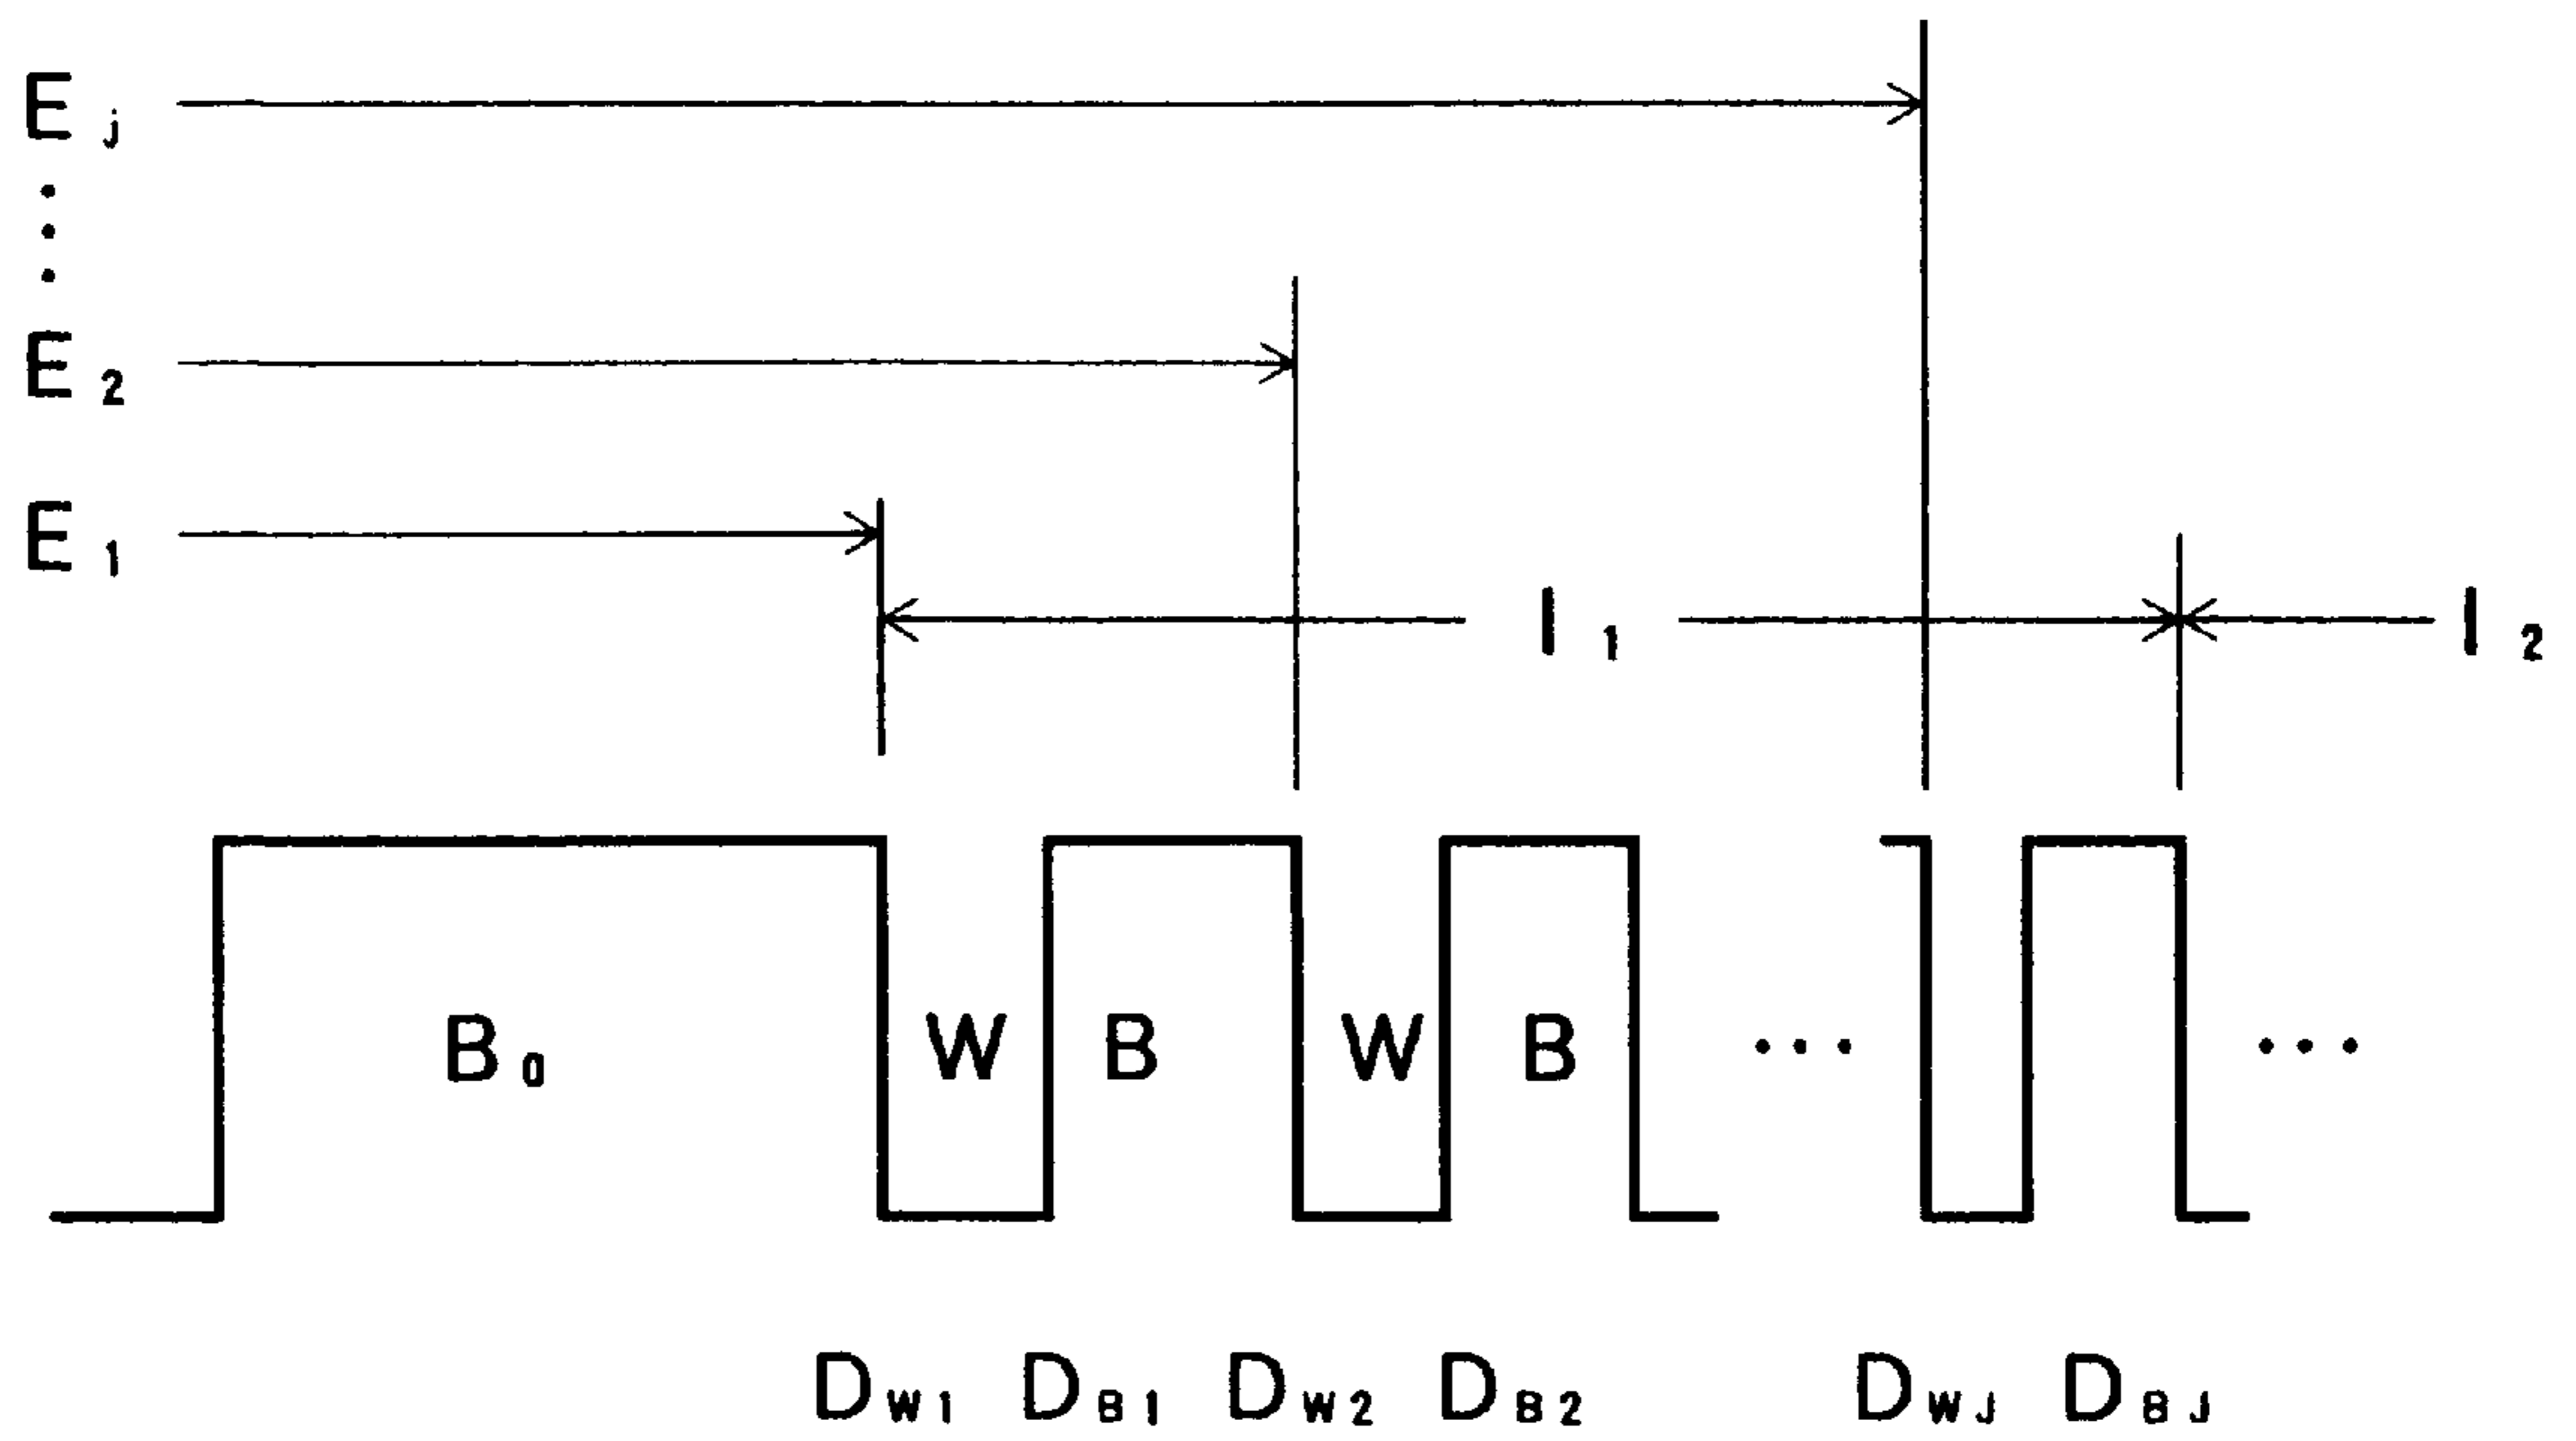 Ej
⋮
E2
E1
I1 I2
B0 W B W B ... ...
DW1 DB1 DW2 DB2 DWJ DBJ